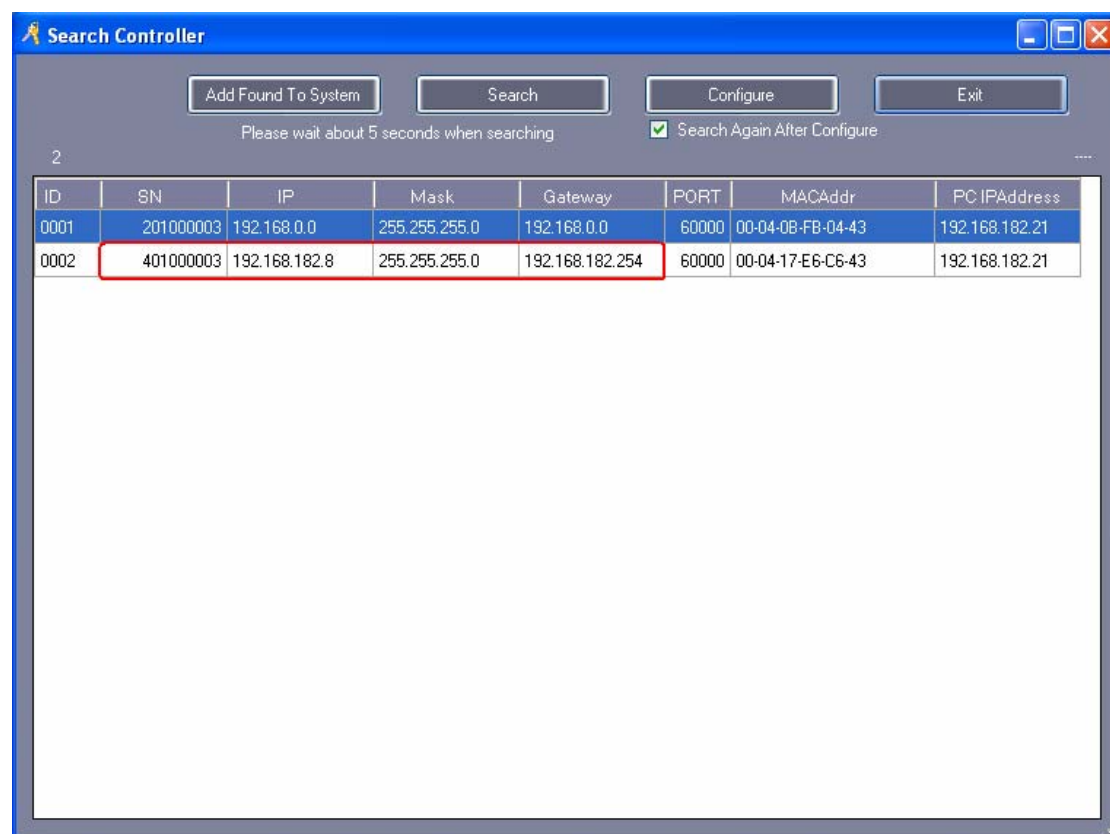 Search Controller
Add Found To System Search Configure Exit
Please wait about 5 seconds when searching Search Again After Configure
2 ----
ID SN IP Mask Gateway PORT MACAddr PC IPAddress
0001 201000003 192.168.0.0 255.255.255.0 192.168.0.0 60000 00-04-0B-FB-04-43 192.168.182.21
0002 401000003 192.168.182.8 255.255.255.0 192.168.182.254 60000 00-04-17-E6-C6-43 192.168.182.21